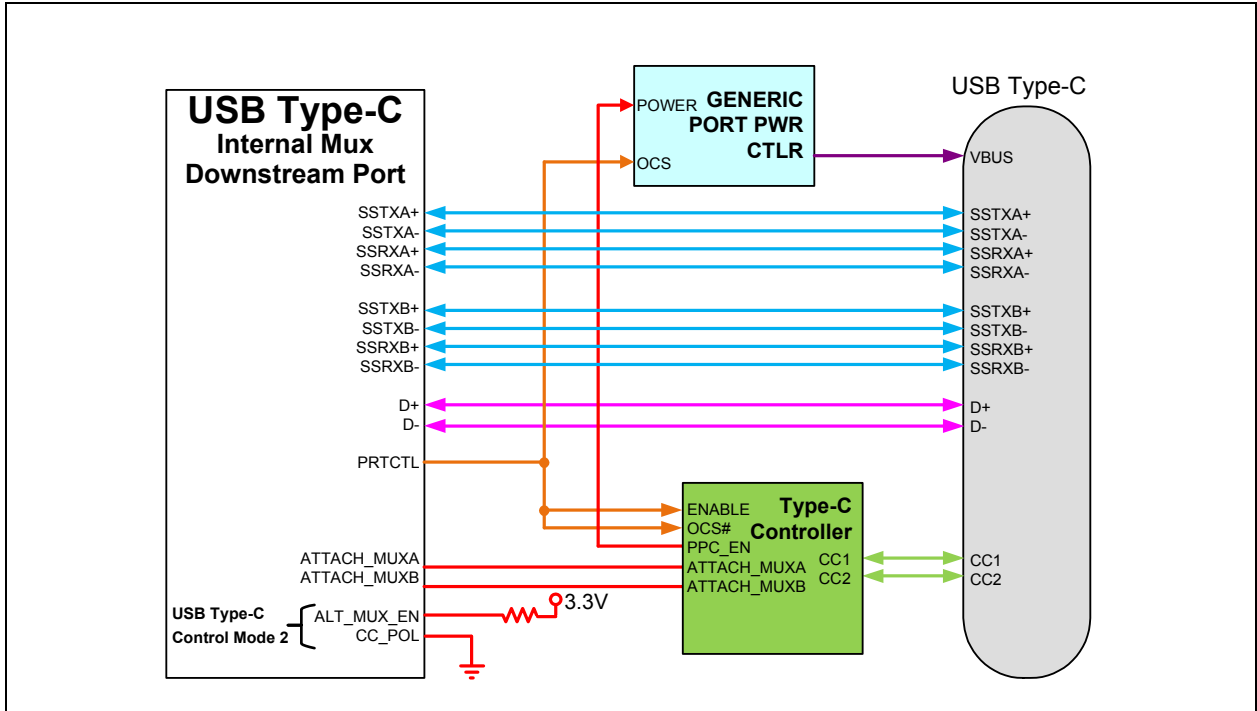 USB Type-C
Internal Mux
Downstream Port
SSTXA+
SSTXA-
SSRXA+
SSRXA-
SSTXB+
SSTXB-
SSRXB+
SSRXB-
D+
D-
PRTCTL
ATTACH_MUXA
ATTACH_MUXB
USB Type-C
Control Mode 2
ALT_MUX_EN
CC_POL
3.3V
POWER
OCS
GENERIC
PORT PWR
CTLR
ENABLE
OCS#
PPC_EN
ATTACH_MUXA
ATTACH_MUXB
Type-C
Controller
CC1
CC2
USB Type-C
VBUS
SSTXA+
SSTXA-
SSRXA+
SSRXA-
SSTXB+
SSTXB-
SSRXB+
SSRXB-
D+
D-
CC1
CC2